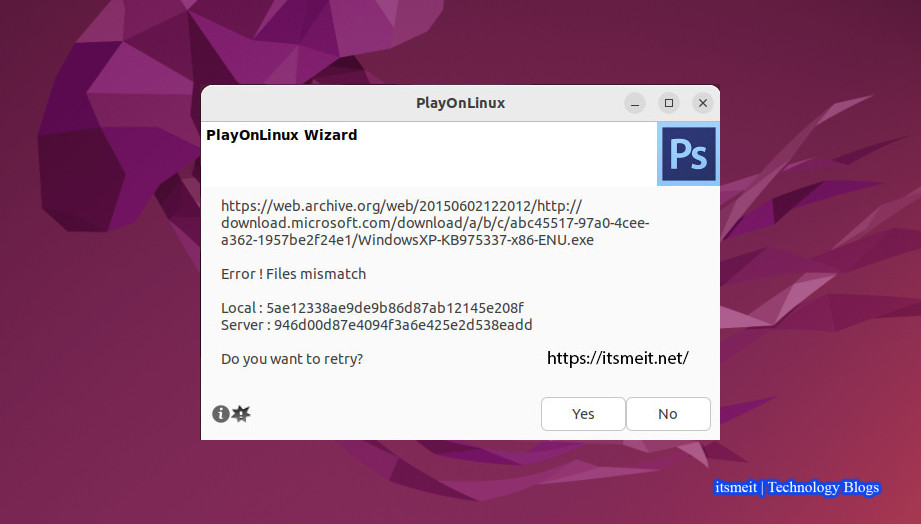 PlayOnLinux
PlayOnLinux Wizard
Ps
https://web.archive.org/web/20150602122012/http://
download.microsoft.com/download/a/b/c/abc45517-97a0-4cee-
a362-1957be2f24e1/WindowsXP-KB975337-x86-ENU.exe
Error ! Files mismatch
Local : 5ae12338ae9de9b86d87ab12145e208f
Server : 946d00d87e4094f3a6e425e2d538eadd
Do you want to retry?
https://itsmeit.net/
Yes No
itsmeit | Technology Blogs